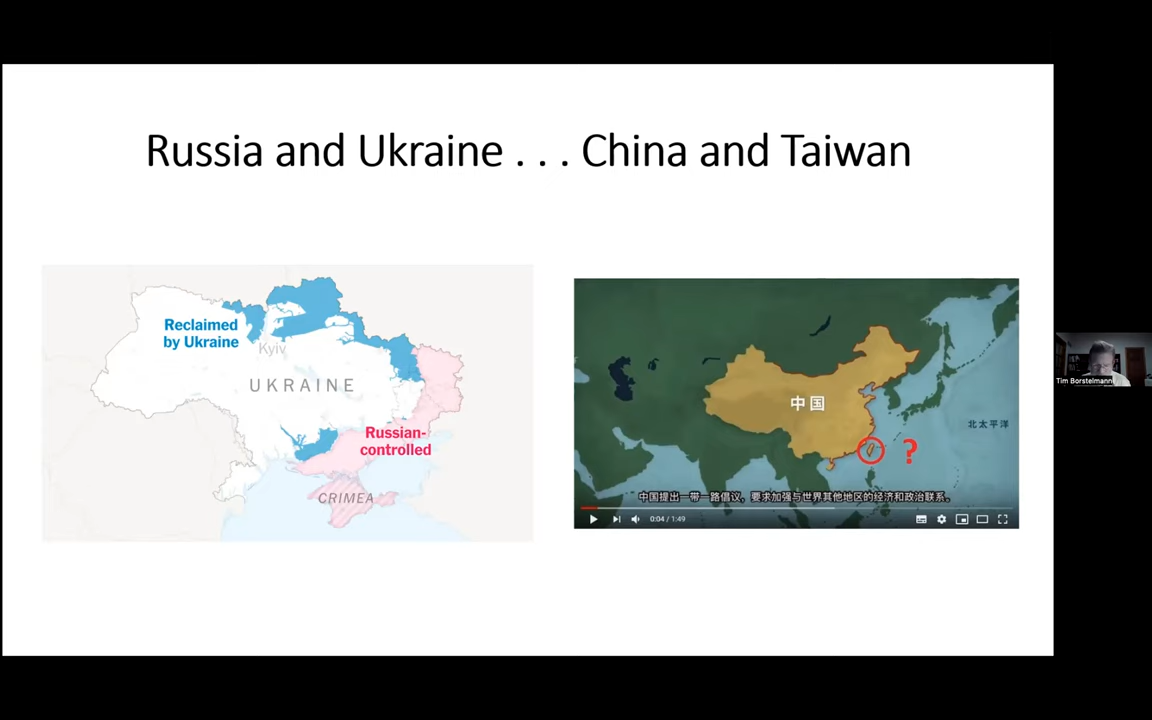 Russia and Ukraine . . . China and Taiwan
Reclaimed
by Ukraine
Kyiv
UKRAINE
Russian-
controlled
CRIMEA
中国
?
北太平洋
中国提出一带一路倡议，要求加强与世界其他地区的经济和政治联系。
0:04 / 1:49
Tim Borstelmann